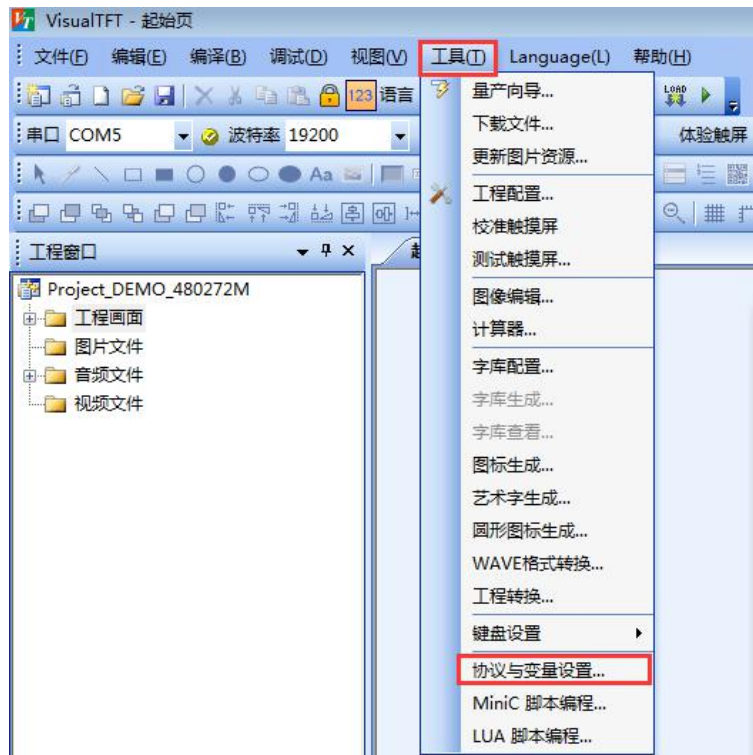 VisualTFT - 起始页
文件(F) 编辑(E) 编译(B) 调试(D) 视图(V) 工具(T) Language(L) 帮助(H)
123 语言 LOAD
串口 COM5 波特率 19200 体验触屏
Aa
工程窗口
Project_DEMO_480272M
工程画面
图片文件
音频文件
视频文件
量产向导...
下载文件...
更新图片资源...
工程配置...
校准触摸屏
测试触摸屏...
图像编辑...
计算器...
字库配置...
字库生成...
字库查看...
图标生成...
艺术字生成...
圆形图标生成...
WAVE格式转换...
工程转换...
键盘设置
协议与变量设置...
MiniC 脚本编程...
LUA 脚本编程...